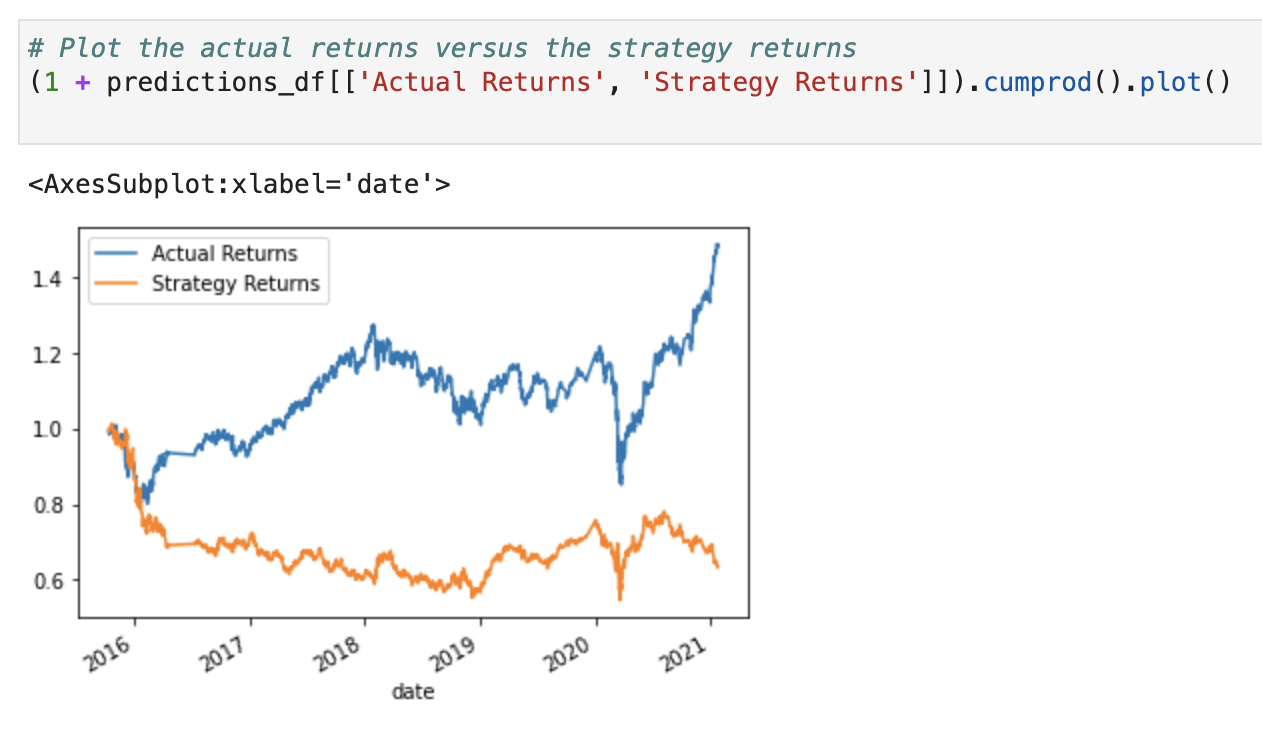 # Plot the actual returns versus the strategy returns
(1 + predictions_df[['Actual Returns', 'Strategy Returns']]).cumprod().plot()
<AxesSubplot:xlabel='date'>
Actual Returns
Strategy Returns
1.4
1.2
1.0
0.8
0.6
2016 2017 2018 2019 2020 2021
date